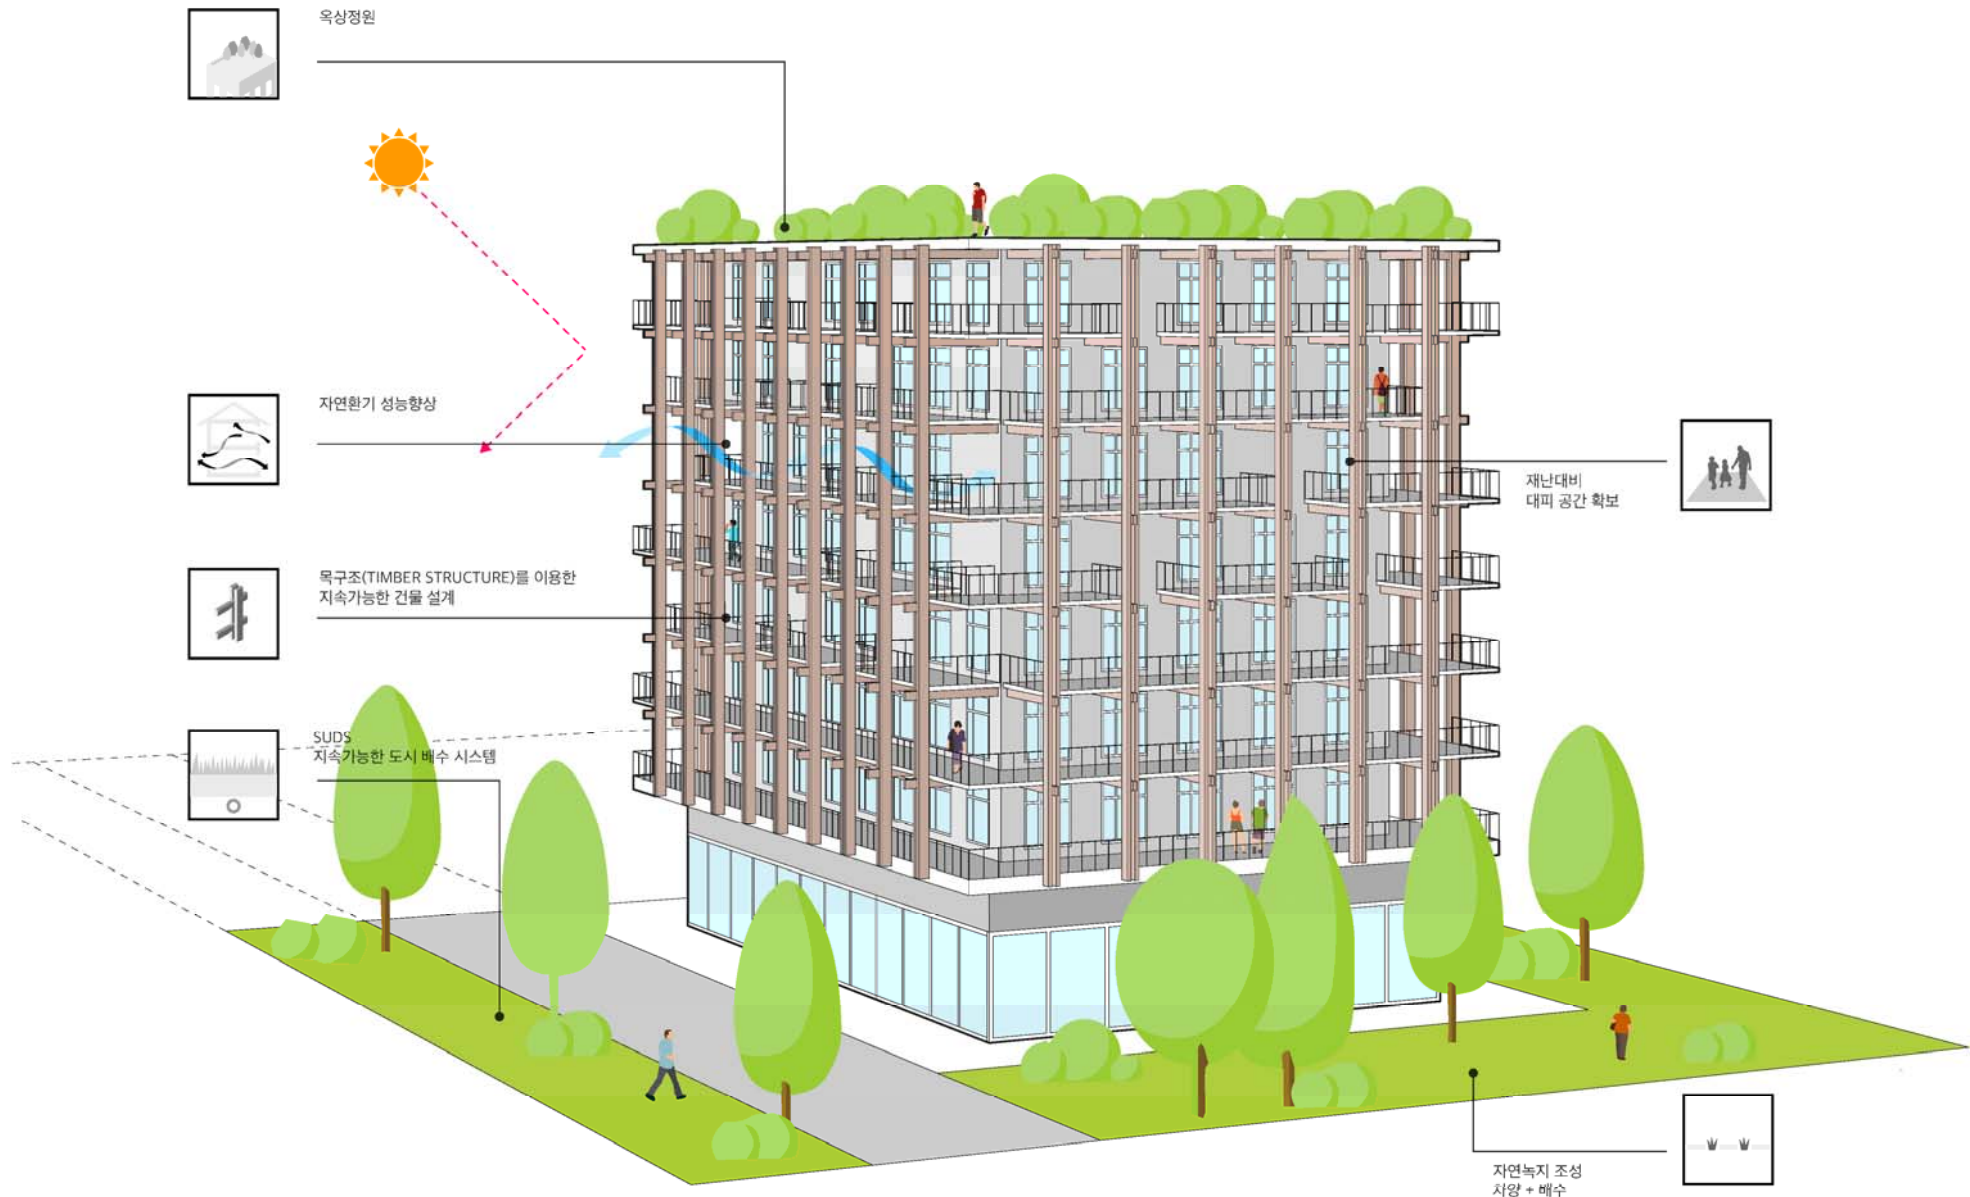 옥상정원
자연환기 성능향상
재난대비
대피 공간 확보
목구조(TIMBER STRUCTURE)를 이용한
지속가능한 건물 설계
SUDS
지속가능한 도시 배수 시스템
자연녹지 조성
차양 + 배수